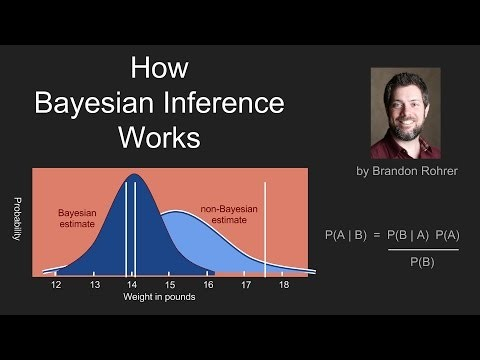 How
Bayesian Inference
Works
by Brandon Rohrer
Probability
Bayesian
estimate
non-Bayesian
estimate
12 13 14 15 16 17 18
Weight in pounds
P(A | B) = P(B | A) P(A)
P(B)